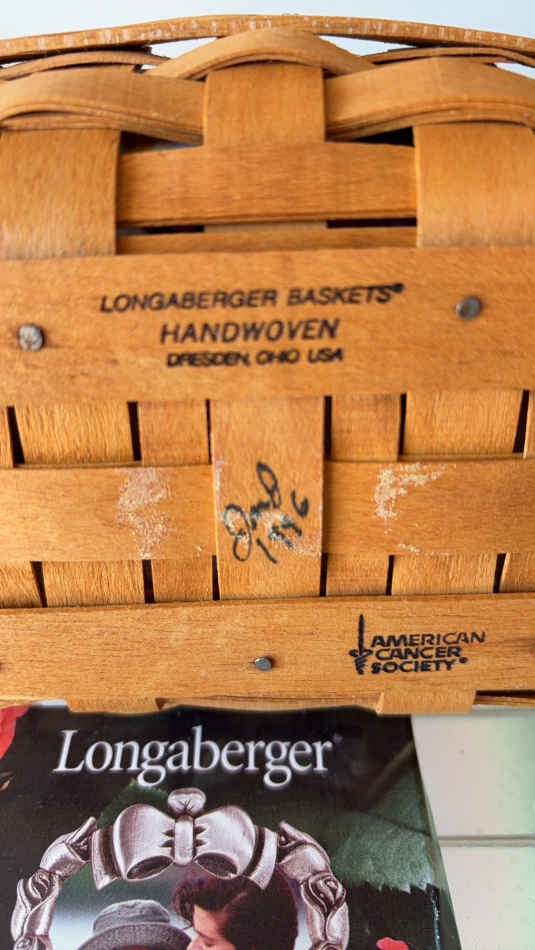 LONGABERGER BASKETS®
HANDWOVEN
DRESDEN, OHIO USA
AMERICAN
CANCER
SOCIETY®
Longaberger